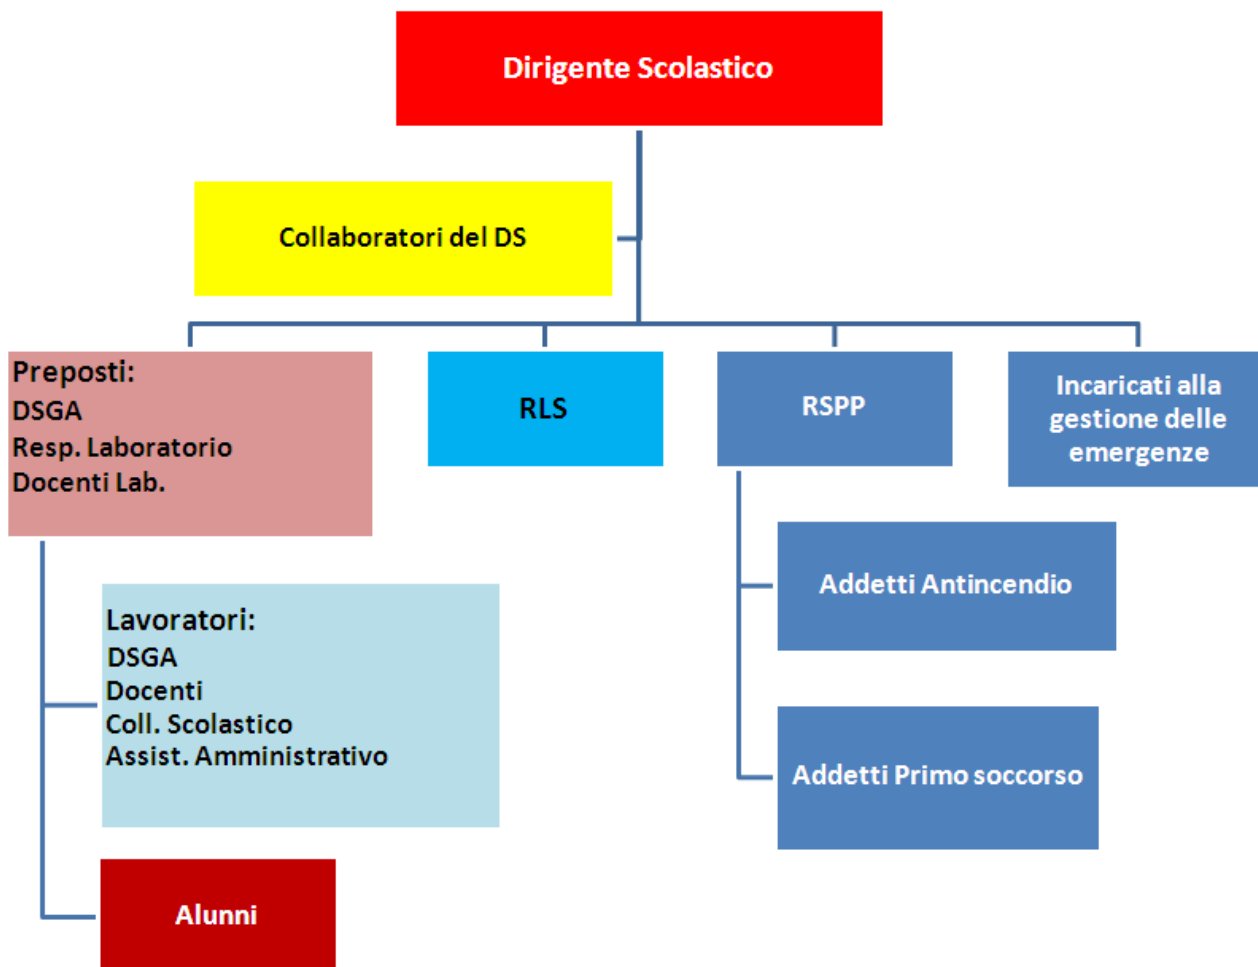 Dirigente Scolastico
Collaboratori del DS
Preposti:
DSGA
Resp. Laboratorio
Docenti Lab.
RLS
RSPP
Incaricati alla
gestione delle
emergenze
Addetti Antincendio
Lavoratori:
DSGA
Docenti
Coll. Scolastico
Assist. Amministrativo
Addetti Primo soccorso
Alunni